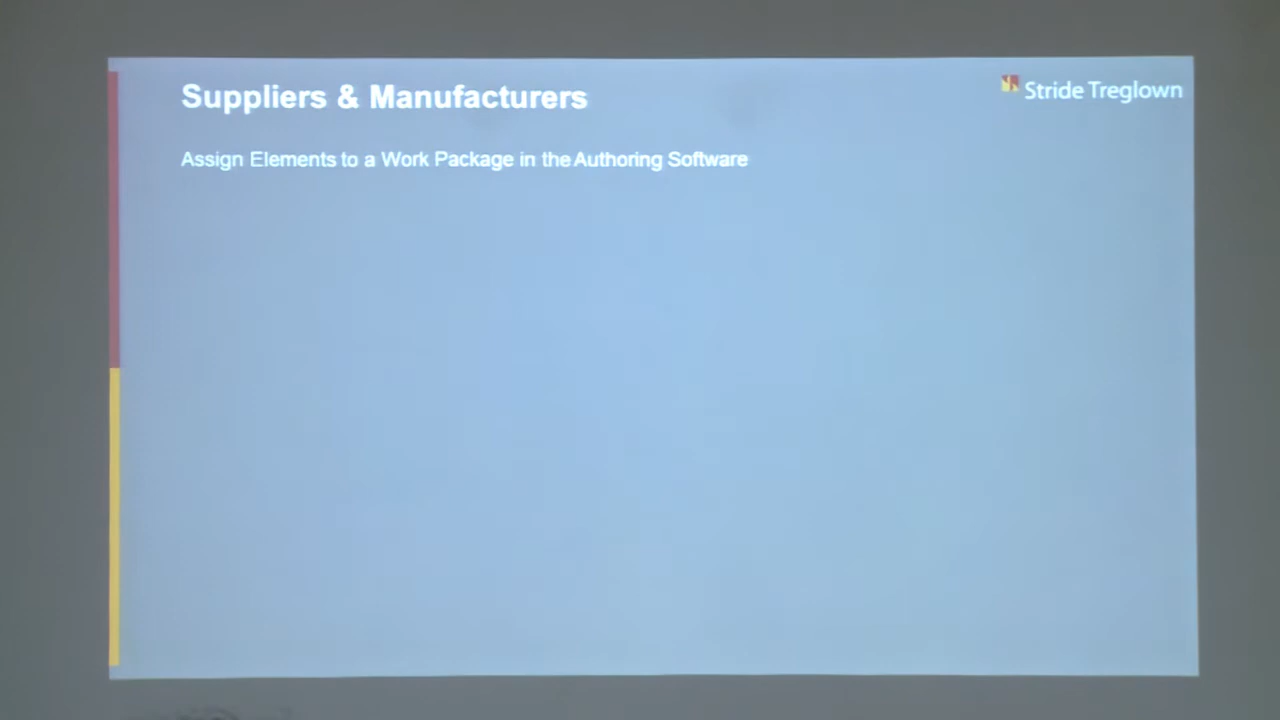 Suppliers & Manufacturers
Stride Treglown
Assign Elements to a Work Package in the Authoring Software